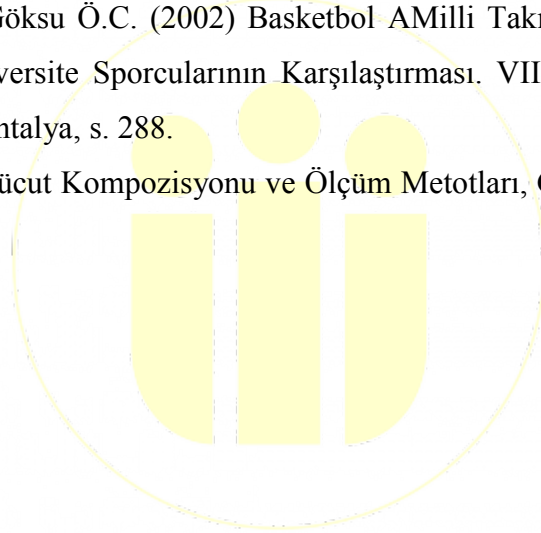 Göksu Ö.C. (2002) Basketbol AMilli Takı
versite Sporcularının Karşılaştırması. VII
ntalya, s. 288.
ücut Kompozisyonu ve Ölçüm Metotları,